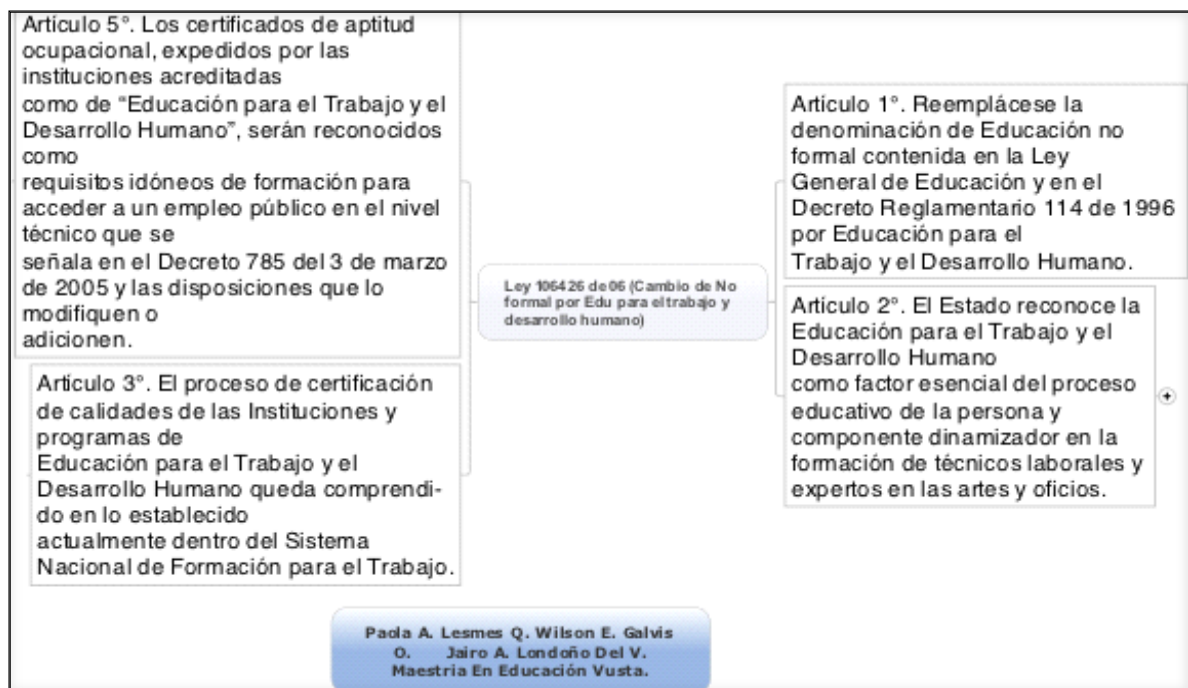 Artículo 5°. Los certificados de aptitud
ocupacional, expedidos por las
instituciones acreditadas
como de “Educación para el Trabajo y el
Desarrollo Humano”, serán reconocidos
como
requisitos idóneos de formación para
acceder a un empleo público en el nivel
técnico que se
señala en el Decreto 785 del 3 de marzo
de 2005 y las disposiciones que lo
modifiquen o
adicionen.
Artículo 3°. El proceso de certificación
de calidades de las Instituciones y
programas de
Educación para el Trabajo y el
Desarrollo Humano queda comprendi-
do en lo establecido
actualmente dentro del Sistema
Nacional de Formación para el Trabajo.
Ley 106426 de 06 (Cambio de No
formal por Edu para el trabajo y
desarrollo humano)
Artículo 1°. Reemplácese la
denominación de Educación no
formal contenida en la Ley
General de Educación y en el
Decreto Reglamentario 114 de 1996
por Educación para el
Trabajo y el Desarrollo Humano.
Artículo 2°. El Estado reconoce la
Educación para el Trabajo y el
Desarrollo Humano
como factor esencial del proceso
educativo de la persona y
componente dinamizador en la
formación de técnicos laborales y
expertos en las artes y oficios.
Paola A. Lesmes Q. Wilson E. Galvis
O. Jairo A. Londoño Del V.
Maestria En Educación Vusta.